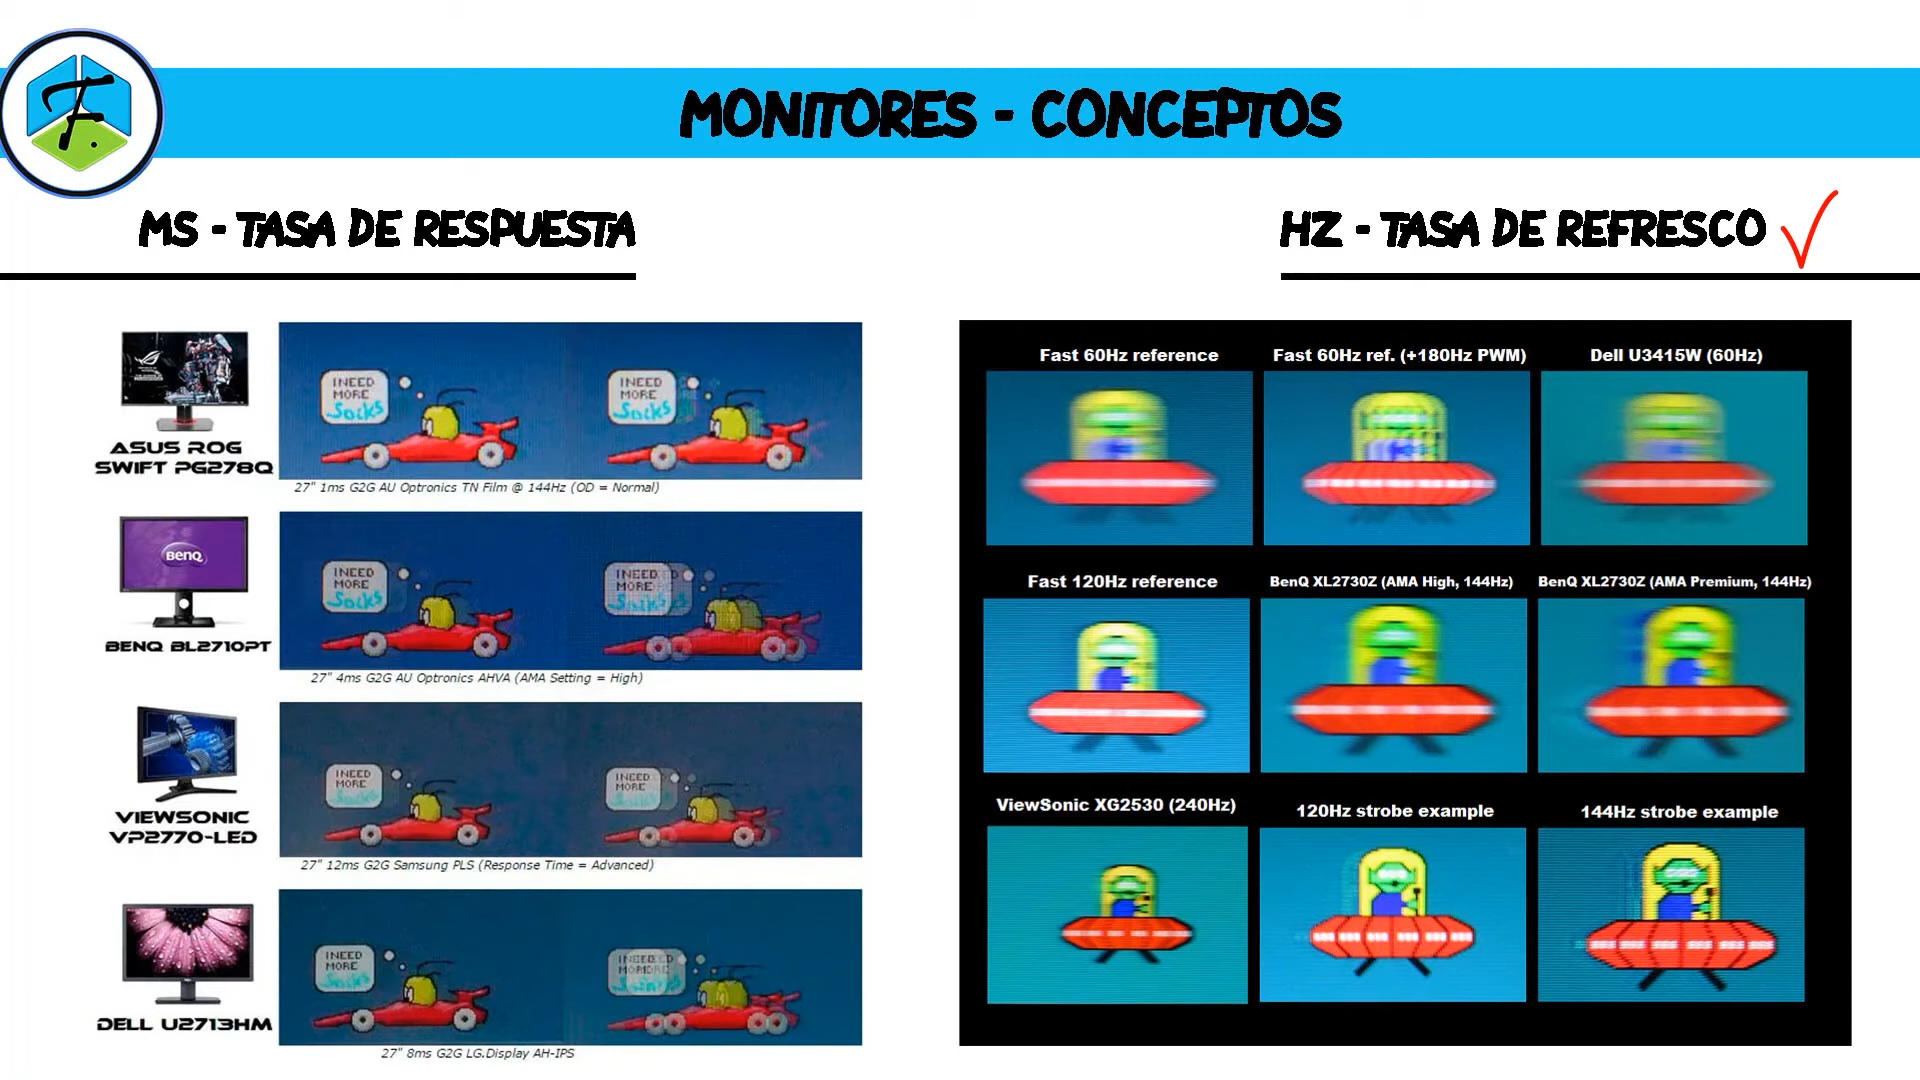 F.
MONITORES - CONCEPTOS
MS - TASA DE RESPUESTA
HZ - TASA DE REFRESCO
ASUS ROG
SWIFT PG278Q
I NEED
MORE
Socks
I NEED
MORE
Socks
27" 1ms G2G AU Optronics TN Film @ 144Hz (OD = Normal)
BenQ
BENQ BL2710PT
I NEED
MORE
Socks
I NEED
MORE
Socks
27" 4ms G2G AU Optronics AHVA (AMA Setting = High)
VIEWSONIC
VP2770-LED
I NEED
MORE
Socks
I NEED
MORE
Socks
27" 12ms G2G Samsung PLS (Response Time = Advanced)
DELL U2713HM
I NEED
MORE
Socks
27" 8ms G2G LG.Display AH-IPS
Fast 60Hz reference
Fast 60Hz ref. (+180Hz PWM)
Dell U3415W (60Hz)
Fast 120Hz reference
BenQ XL2730Z (AMA High, 144Hz)
BenQ XL2730Z (AMA Premium, 144Hz)
ViewSonic XG2530 (240Hz)
120Hz strobe example
144Hz strobe example